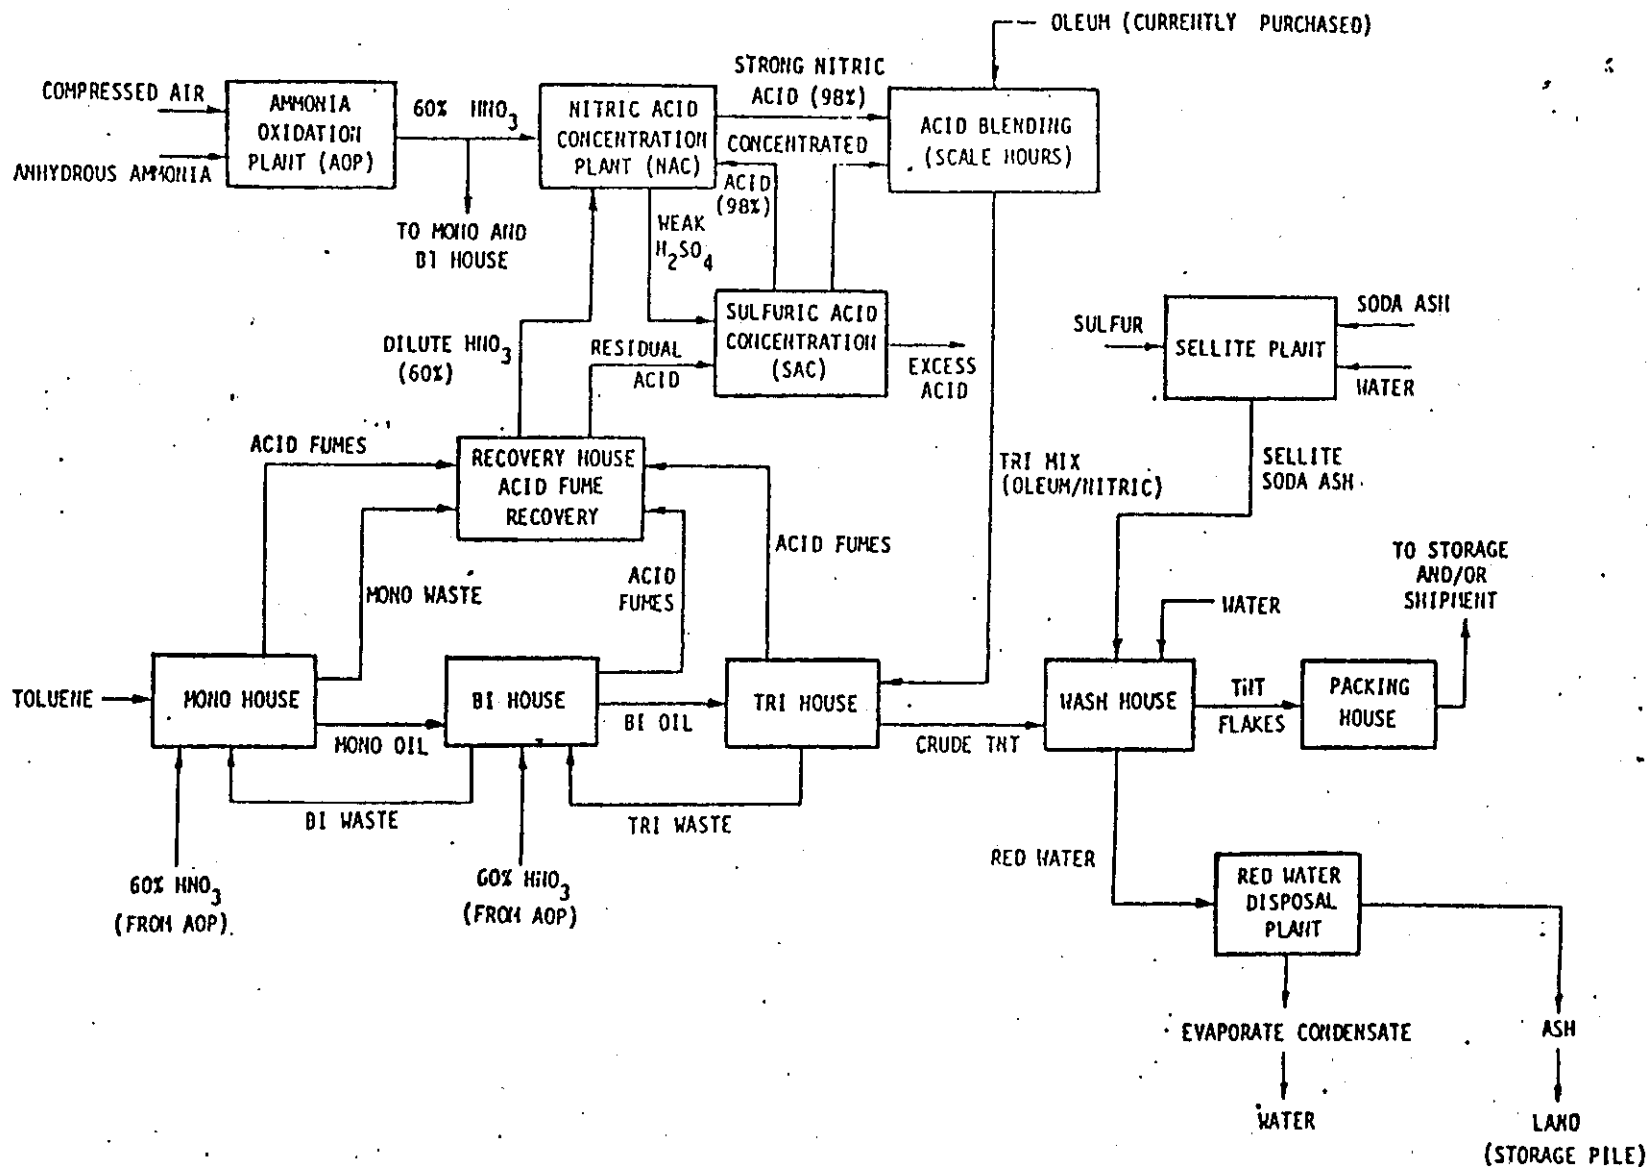 OLEUM (CURRENTLY PURCHASED)
COMPRESSED AIR
ANHYDROUS AMMONIA
AMMONIA
OXIDATION
PLANT (AOP)
60% HNO3
TO MONO AND
BI HOUSE
NITRIC ACID
CONCENTRATION
PLANT (NAC)
STRONG NITRIC
ACID (98%)
CONCENTRATED
ACID
(98%)
ACID BLENDING
(SCALE HOURS)
WEAK
H2SO4
SULFURIC ACID
CONCENTRATION
(SAC)
EXCESS
ACID
DILUTE HNO3
(60%)
RESIDUAL
ACID
SULFUR
SELLITE PLANT
SODA ASH
WATER
SELLITE
SODA ASH
ACID FUMES
RECOVERY HOUSE
ACID FUME
RECOVERY
TRI MIX
(OLEUM/NITRIC)
MONO WASTE
ACID
FUMES
ACID FUMES
WATER
TO STORAGE
AND/OR
SHIPMENT
TOLUENE
MONO HOUSE
MONO OIL
BI HOUSE
BI OIL
TRI HOUSE
CRUDE TNT
WASH HOUSE
TNT
FLAKES
PACKING
HOUSE
BI WASTE
TRI WASTE
60% HNO3
(FROM AOP)
60% HNO3
(FROM AOP)
RED WATER
RED WATER
DISPOSAL
PLANT
EVAPORATE CONDENSATE
WATER
ASH
LAND
(STORAGE PILE)